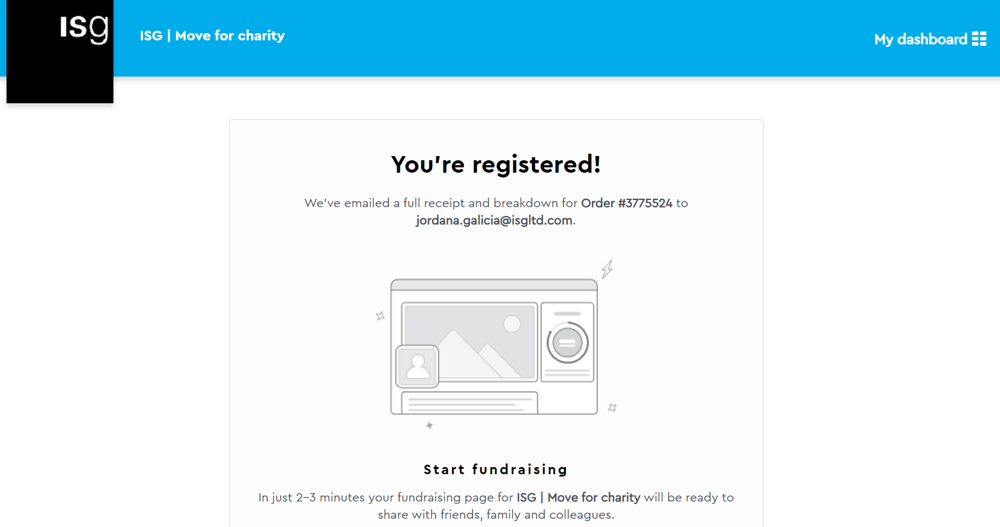 ISg
ISG | Move for charity
My dashboard
You're registered!
We've emailed a full receipt and breakdown for Order #3775524 to
jordana.galicia@isgltd.com.
Start fundraising
In just 2-3 minutes your fundraising page for ISG | Move for charity will be ready to
share with friends, family and colleagues.